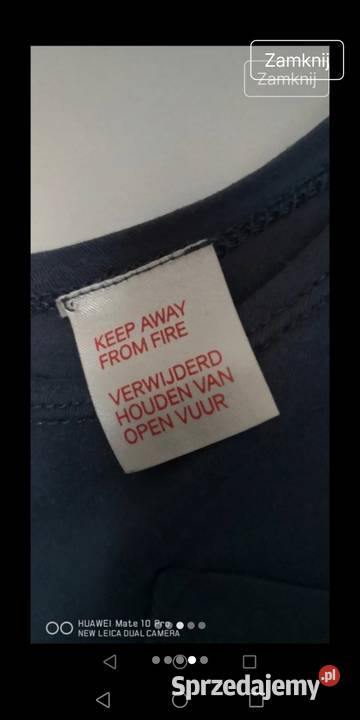 Zamknij
Zamknij
KEEP AWAY
FROM FIRE
VERWIJDERD
HOUDEN VAN
OPEN VUUR
HUAWEI Mate 10 Pro
NEW LEICA DUAL CAMERA
Sprzedajemy.pl